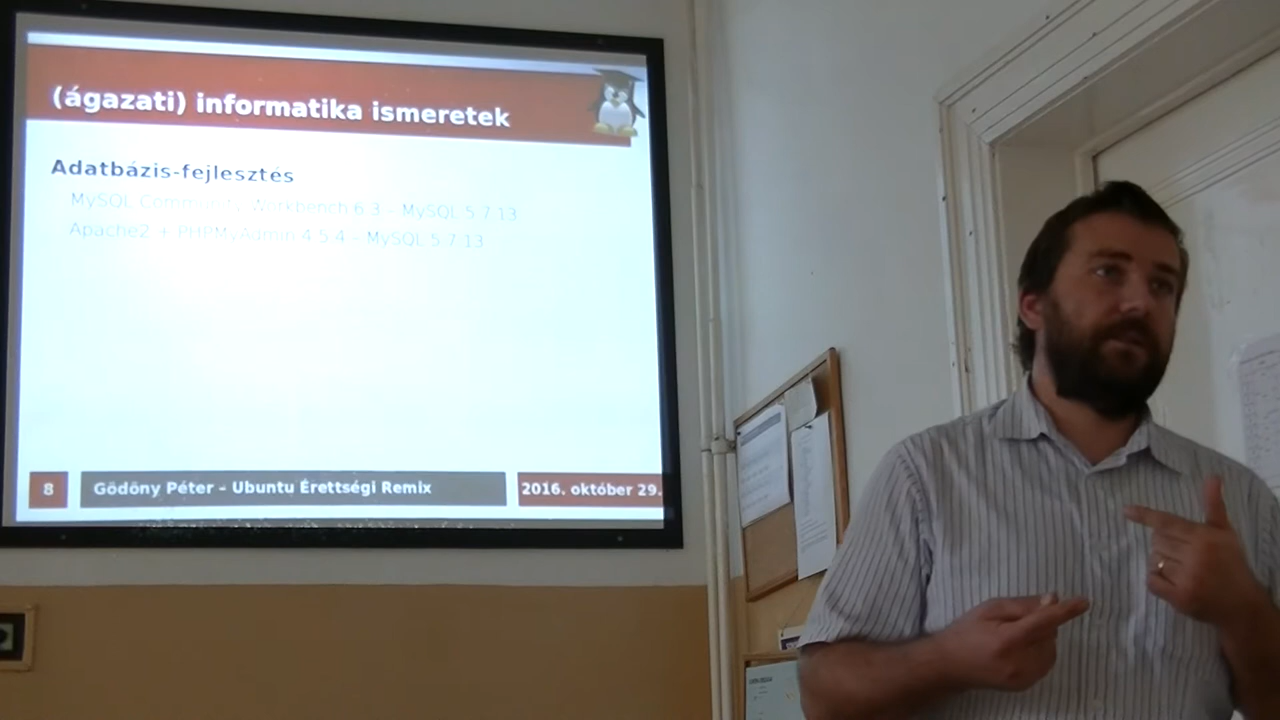 (ágazati) informatika ismeretek
Adatbázis-fejlesztés
MySQL Community Workbench 6.3 – MySQL 5.7.13
Apache2 + PHPMyAdmin 4.5.4 – MySQL 5.7.13
8
Gödöny Péter – Ubuntu Érettségi Remix
2016. október 29.